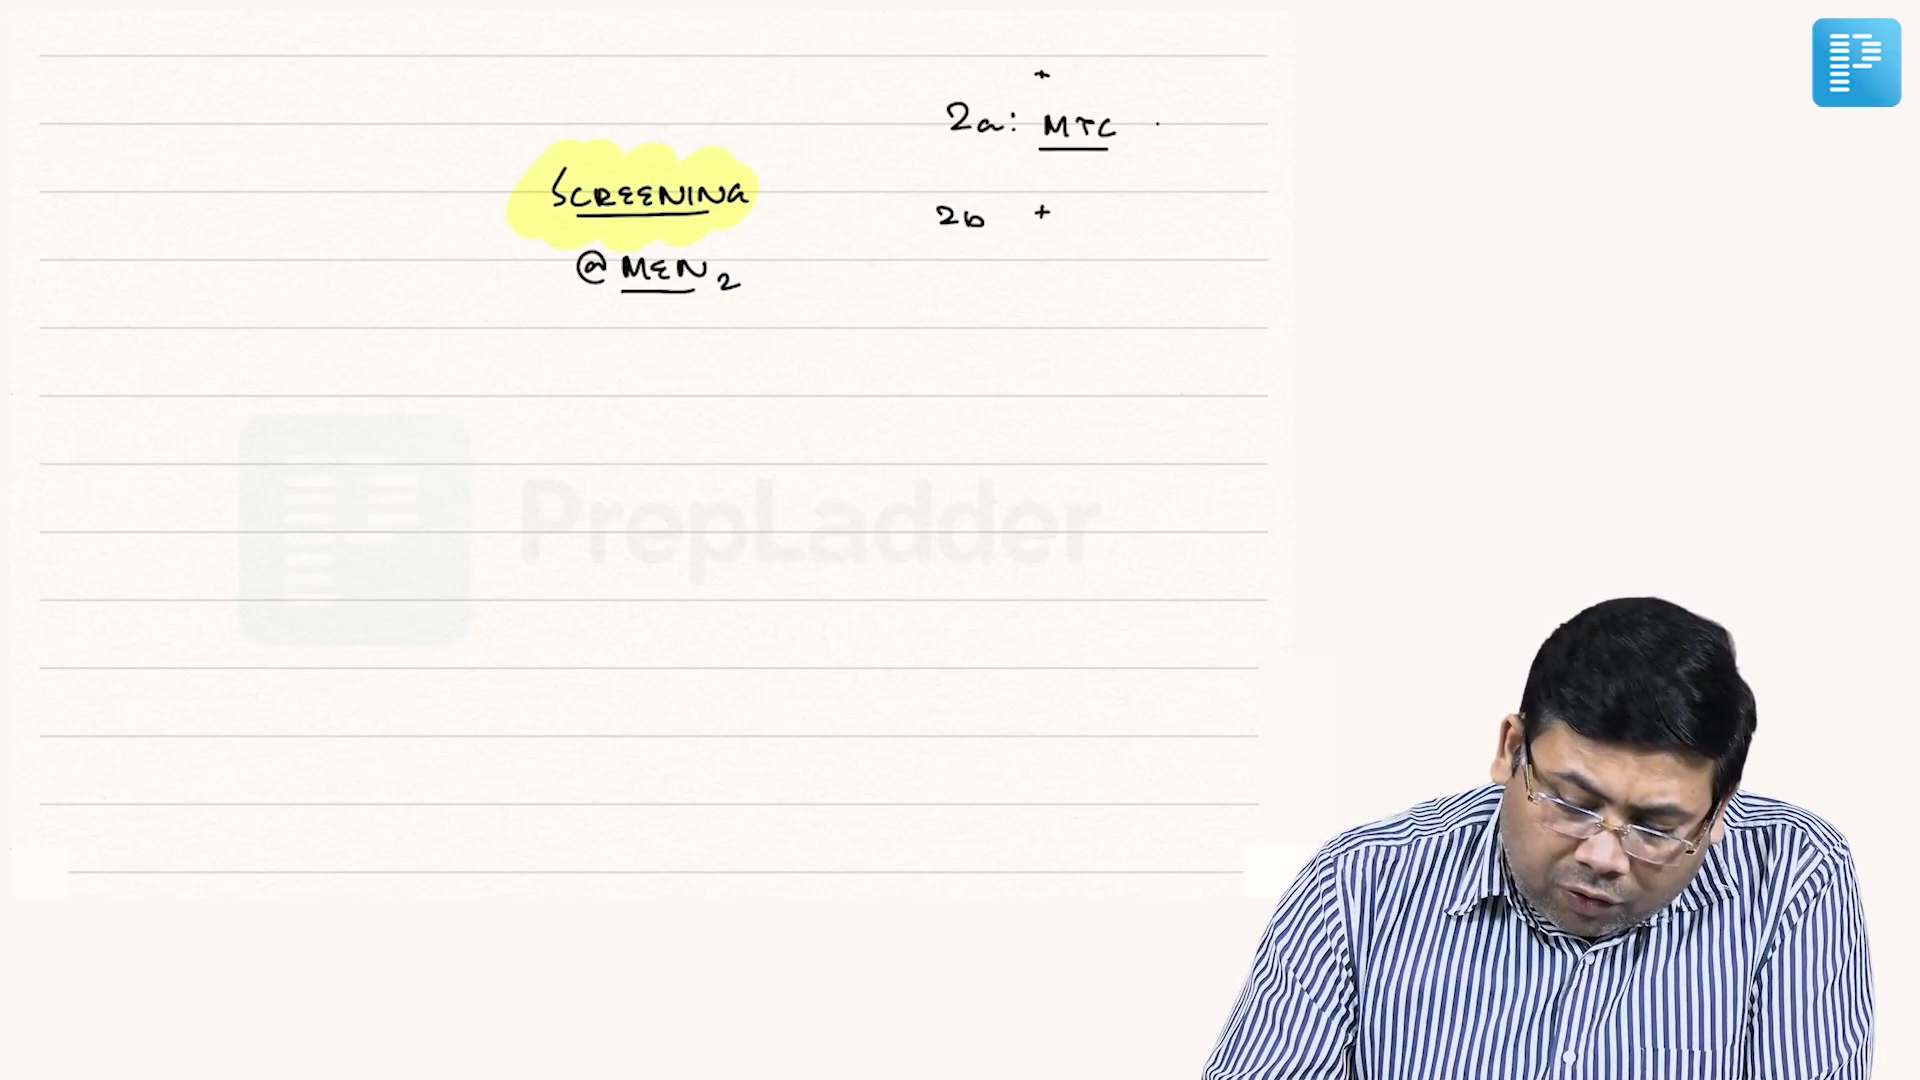 +
2a: MTC
SCREENING
2b +
@ MEN 2
PrepLadder